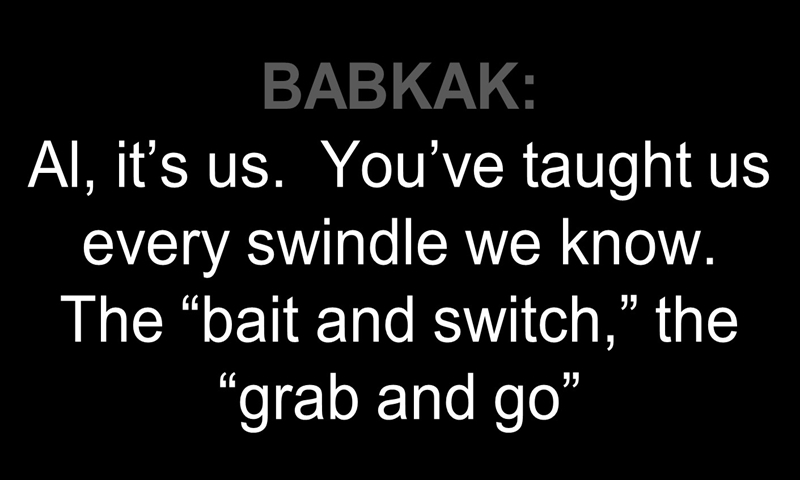 BABKAK:
Al, it’s us.  You’ve taught us
every swindle we know.
The “bait and switch,” the
“grab and go”